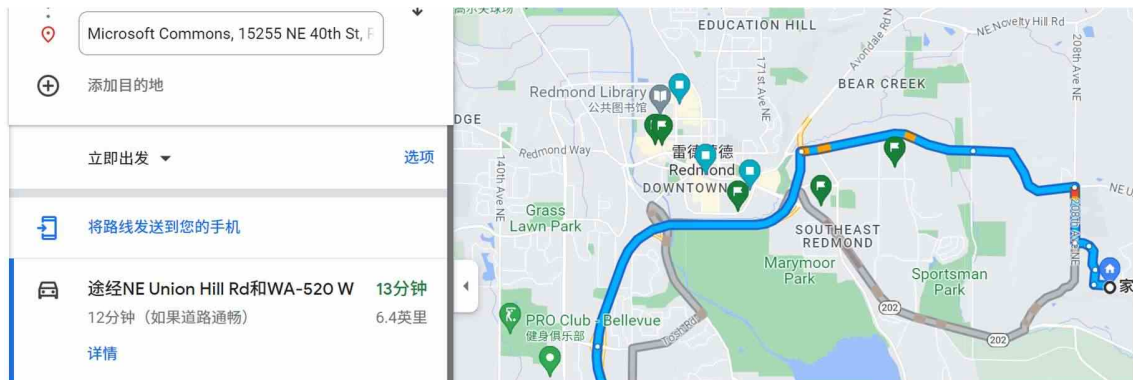 Microsoft Commons, 15255 NE 40th St,
添加目的地
立即出发
选项
将路线发送到您的手机
途经NE Union Hill Rd和WA-520 W
13分钟
12分钟（如果道路通畅）
6.4英里
详情
EDUCATION HILL
NE Novelty Hill Rd
Avondale Rd N
208th Ave NE
171st Ave NE
BEAR CREEK
Redmond Library
公共图书馆
DGE
Redmond Way
雷德蒙德
Redmond
DOWNTOWN
140th Ave NE
Grass
Lawn Park
SOUTHEAST
REDMOND
208th Ave NE
NE U
Marymoor
Park
Sportsman
Park
家
202
202
PRO Club - Bellevue
健身俱乐部